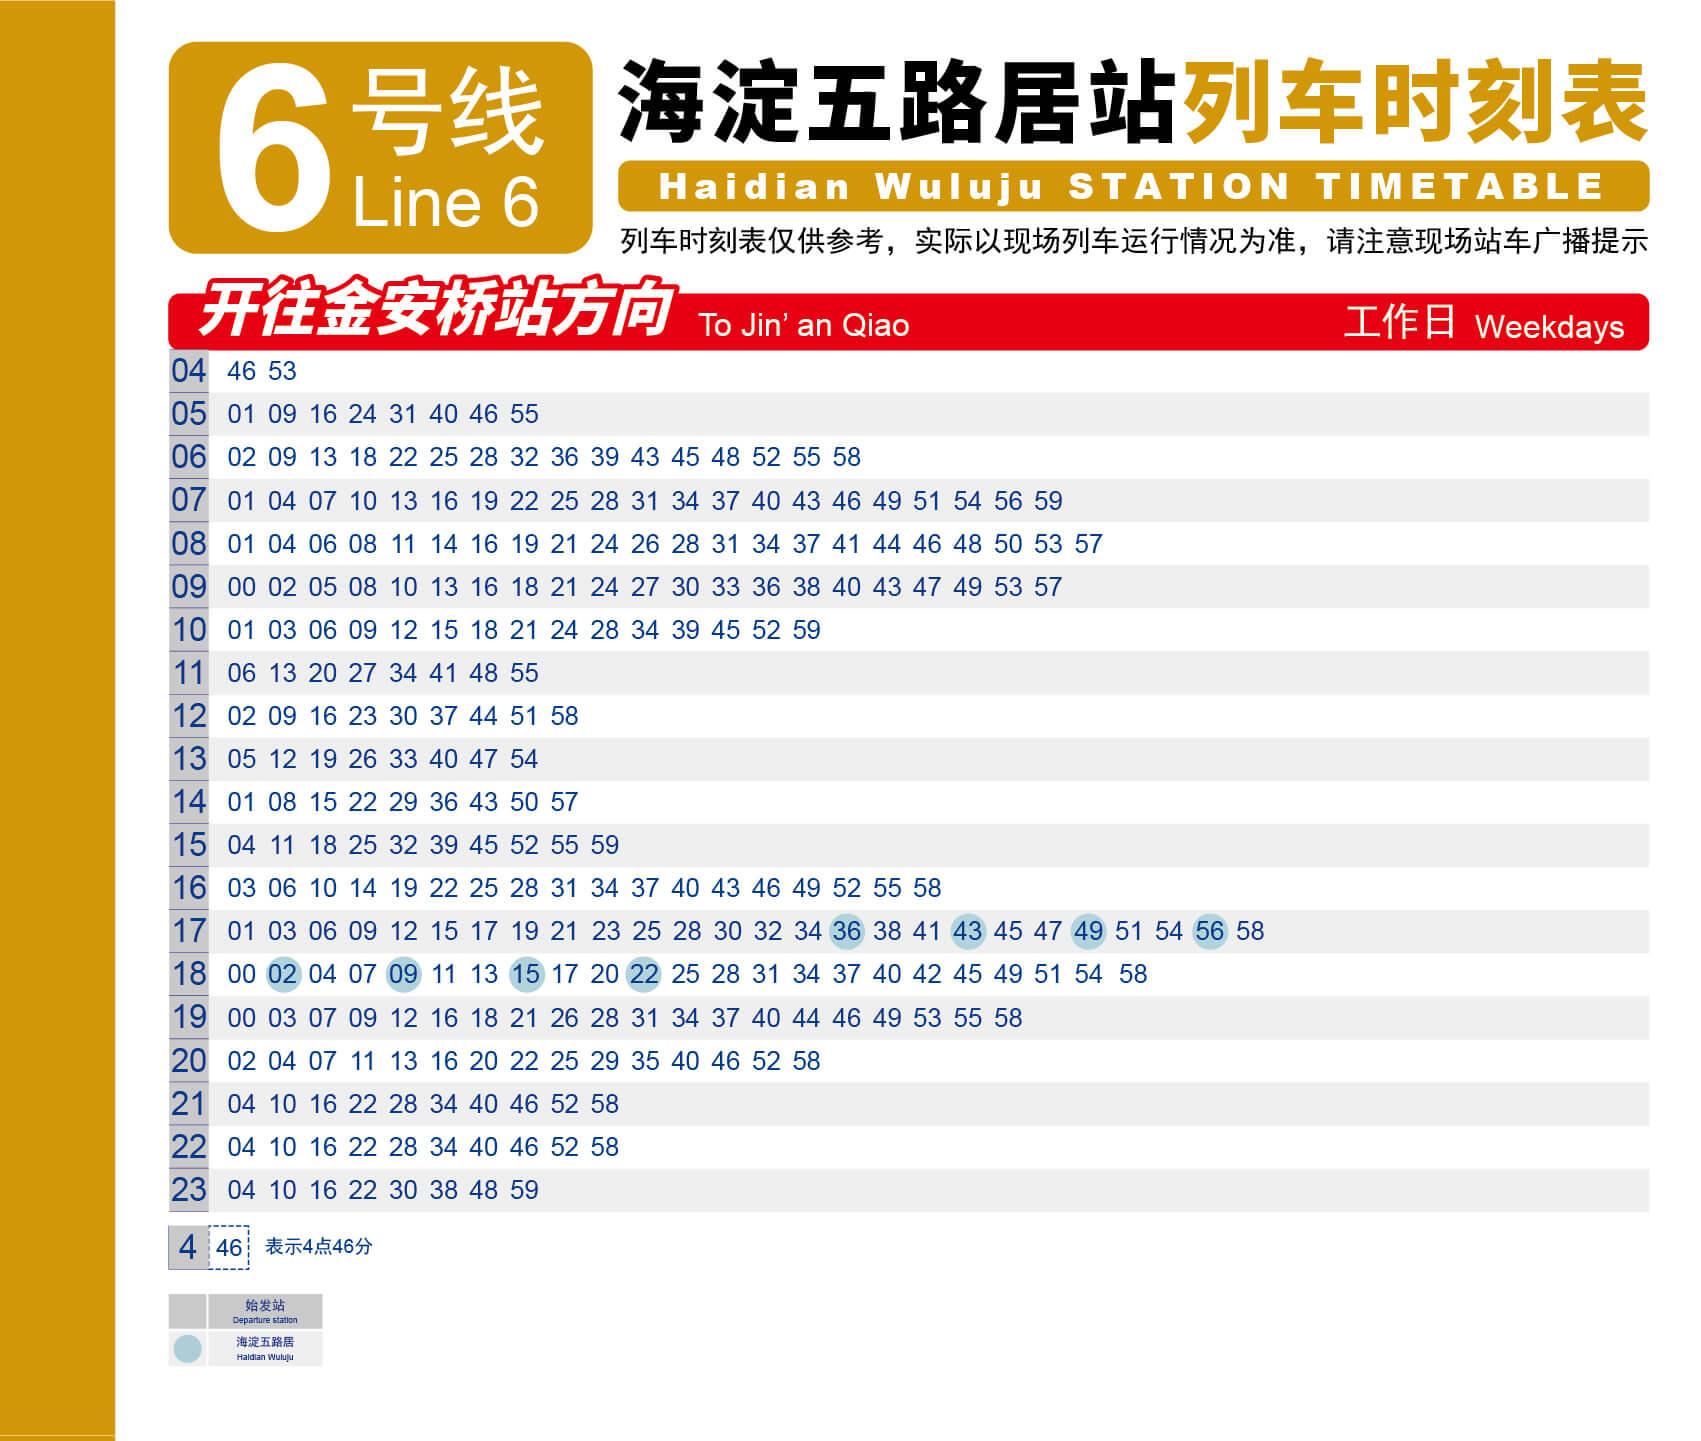 6号线
Line 6
海淀五路居站列车时刻表
Haidian Wuluju STATION TIMETABLE
列车时刻表仅供参考，实际以现场列车运行情况为准，请注意现场站车广播提示
开往金安桥站方向 To Jin’ an Qiao 工作日 Weekdays
04 46 53
05 01 09 16 24 31 40 46 55
06 02 09 13 18 22 25 28 32 36 39 43 45 48 52 55 58
07 01 04 07 10 13 16 19 22 25 28 31 34 37 40 43 46 49 51 54 56 59
08 01 04 06 08 11 14 16 19 21 24 26 28 31 34 37 41 44 46 48 50 53 57
09 00 02 05 08 10 13 16 18 21 24 27 30 33 36 38 40 43 47 49 53 57
10 01 03 06 09 12 15 18 21 24 28 34 39 45 52 59
11 06 13 20 27 34 41 48 55
12 02 09 16 23 30 37 44 51 58
13 05 12 19 26 33 40 47 54
14 01 08 15 22 29 36 43 50 57
15 04 11 18 25 32 39 45 52 55 59
16 03 06 10 14 19 22 25 28 31 34 37 40 43 46 49 52 55 58
17 01 03 06 09 12 15 17 19 21 23 25 28 30 32 34 36 38 41 43 45 47 49 51 54 56 58
18 00 02 04 07 09 11 13 15 17 20 22 25 28 31 34 37 40 42 45 49 51 54 58
19 00 03 07 09 12 16 18 21 26 28 31 34 37 40 44 46 49 53 55 58
20 02 04 07 11 13 16 20 22 25 29 35 40 46 52 58
21 04 10 16 22 28 34 40 46 52 58
22 04 10 16 22 28 34 40 46 52 58
23 04 10 16 22 30 38 48 59
4 46 表示4点46分
始发站
Departure station
海淀五路居
Haidian Wuluju